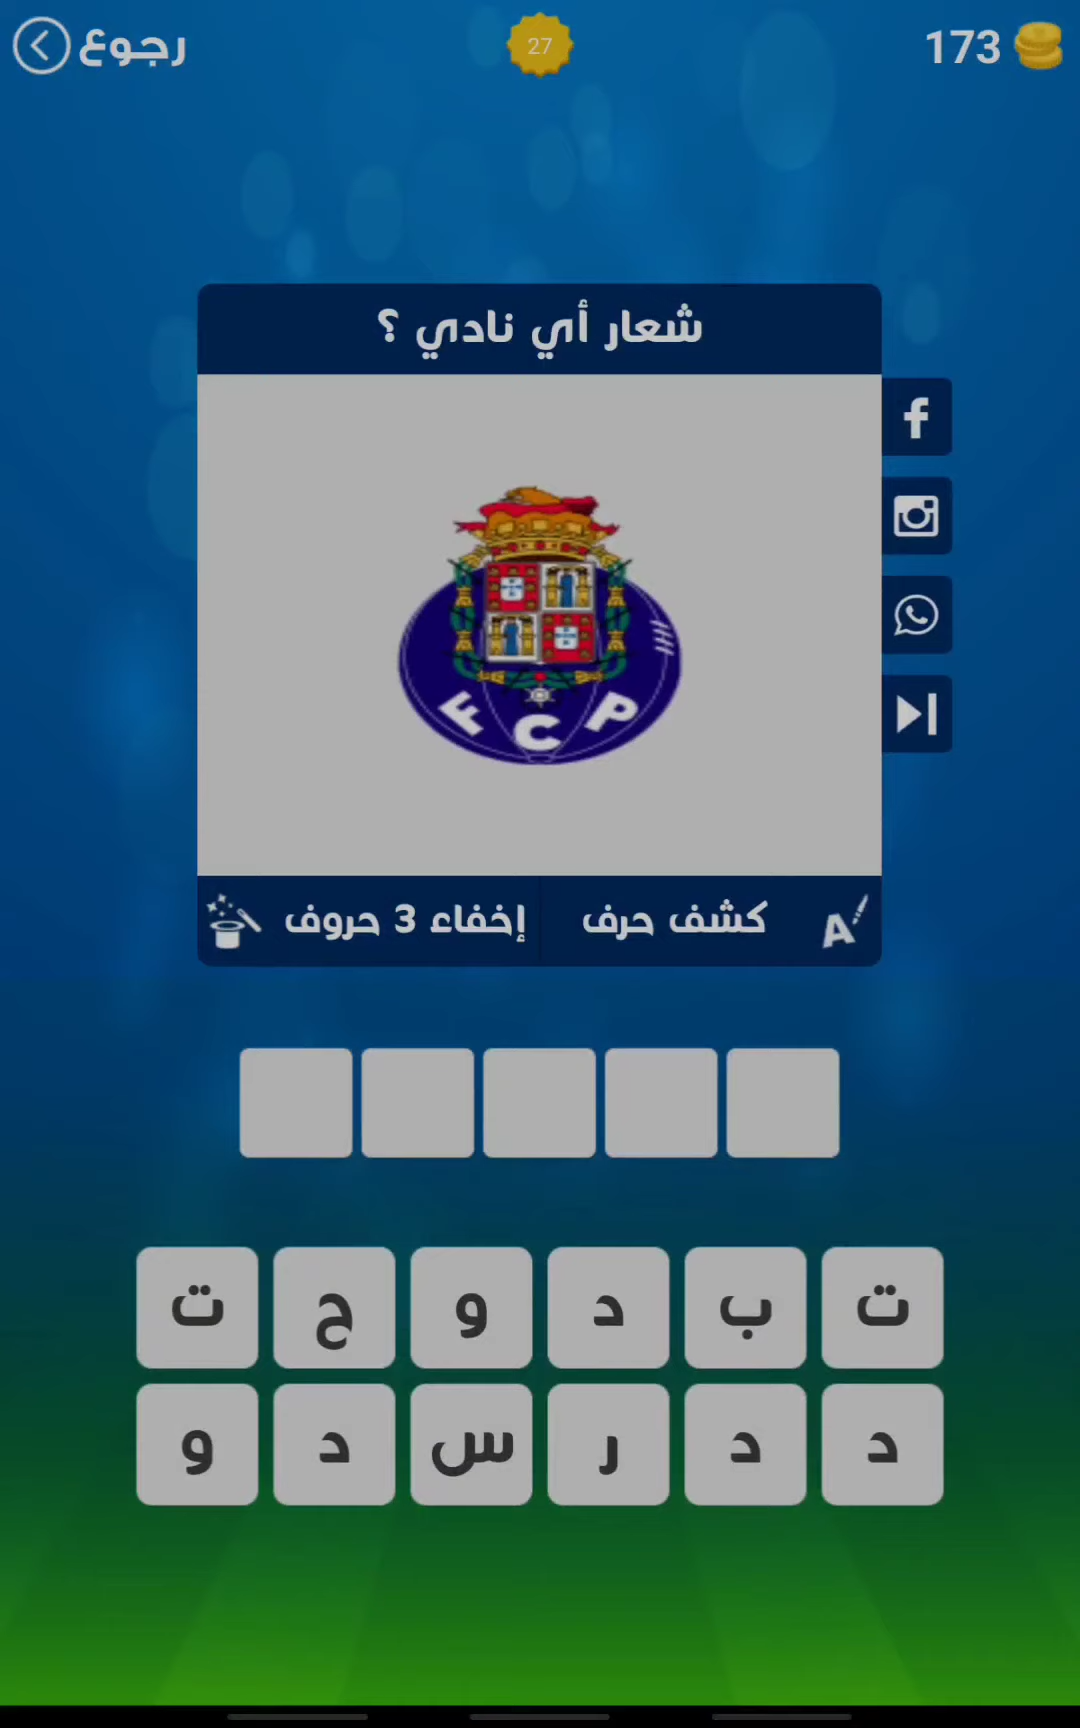 رجوع
27
173
شعار أي نادي ؟
F C P
كشف حرف
إخفاء 3 حروف
ت ب د و ح ت
د د ر س د و